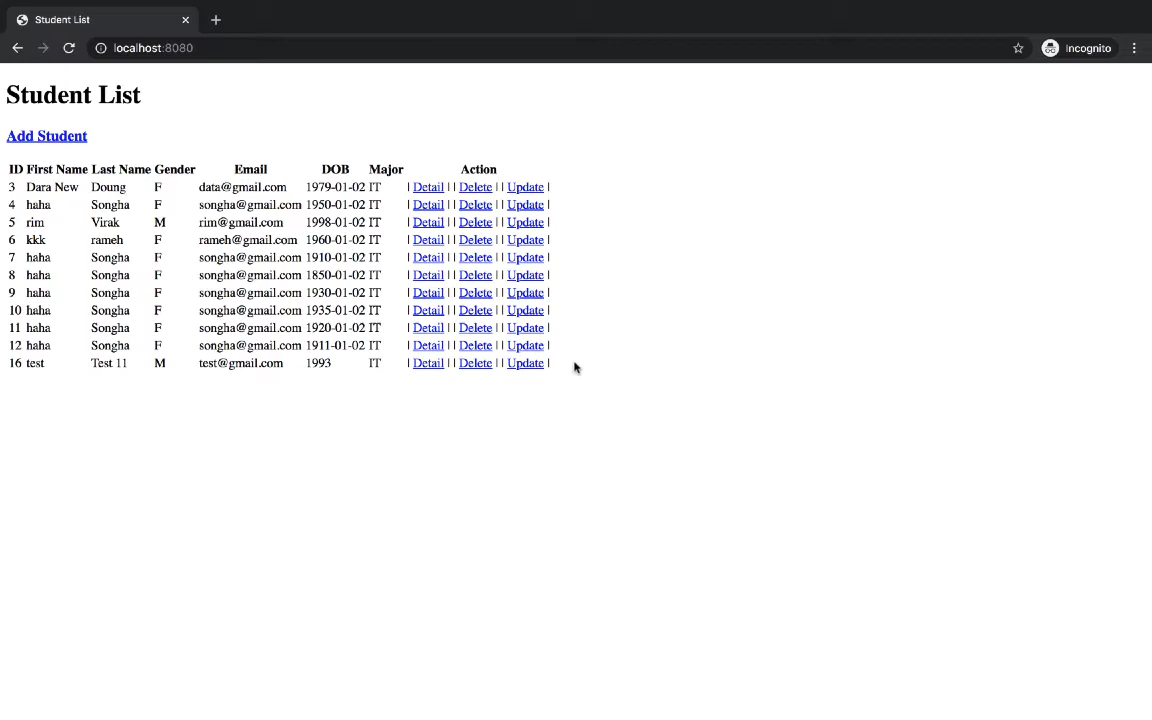 Student List
localhost:8080
Incognito
Student List
Add Student
ID First Name Last Name Gender Email DOB Major Action
3 Dara New Doung F data@gmail.com 1979-01-02 IT | Detail | | Delete | | Update |
4 haha Songha F songha@gmail.com 1950-01-02 IT | Detail | | Delete | | Update |
5 rim Virak M rim@gmail.com 1998-01-02 IT | Detail | | Delete | | Update |
6 kkk rameh F rameh@gmail.com 1960-01-02 IT | Detail | | Delete | | Update |
7 haha Songha F songha@gmail.com 1910-01-02 IT | Detail | | Delete | | Update |
8 haha Songha F songha@gmail.com 1850-01-02 IT | Detail | | Delete | | Update |
9 haha Songha F songha@gmail.com 1930-01-02 IT | Detail | | Delete | | Update |
10 haha Songha F songha@gmail.com 1935-01-02 IT | Detail | | Delete | | Update |
11 haha Songha F songha@gmail.com 1920-01-02 IT | Detail | | Delete | | Update |
12 haha Songha F songha@gmail.com 1911-01-02 IT | Detail | | Delete | | Update |
16 test Test 11 M test@gmail.com 1993 IT | Detail | | Delete | | Update |